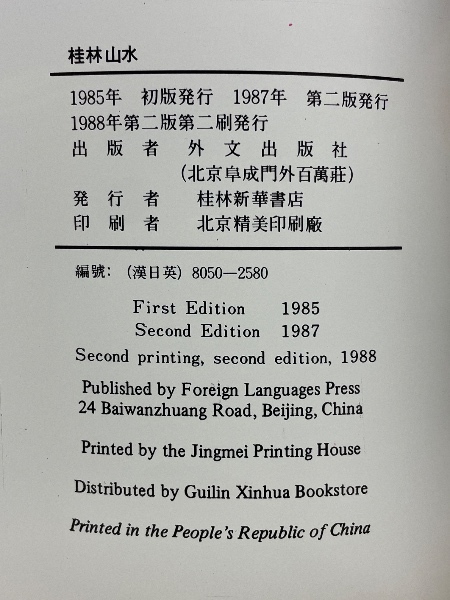 桂林山水
1985年 初版発行 1987年 第二版発行
1988年第二版第二刷発行
出版者 外文出版社
(北京阜成門外百萬莊)
発行者 桂林新華書店
印刷者 北京精美印刷廠
編號: (漢日英) 8050—2580
First Edition 1985
Second Edition 1987
Second printing, second edition, 1988
Published by Foreign Languages Press
24 Baiwanzhuang Road, Beijing, China
Printed by the Jingmei Printing House
Distributed by Guilin Xinhua Bookstore
Printed in the People's Republic of China